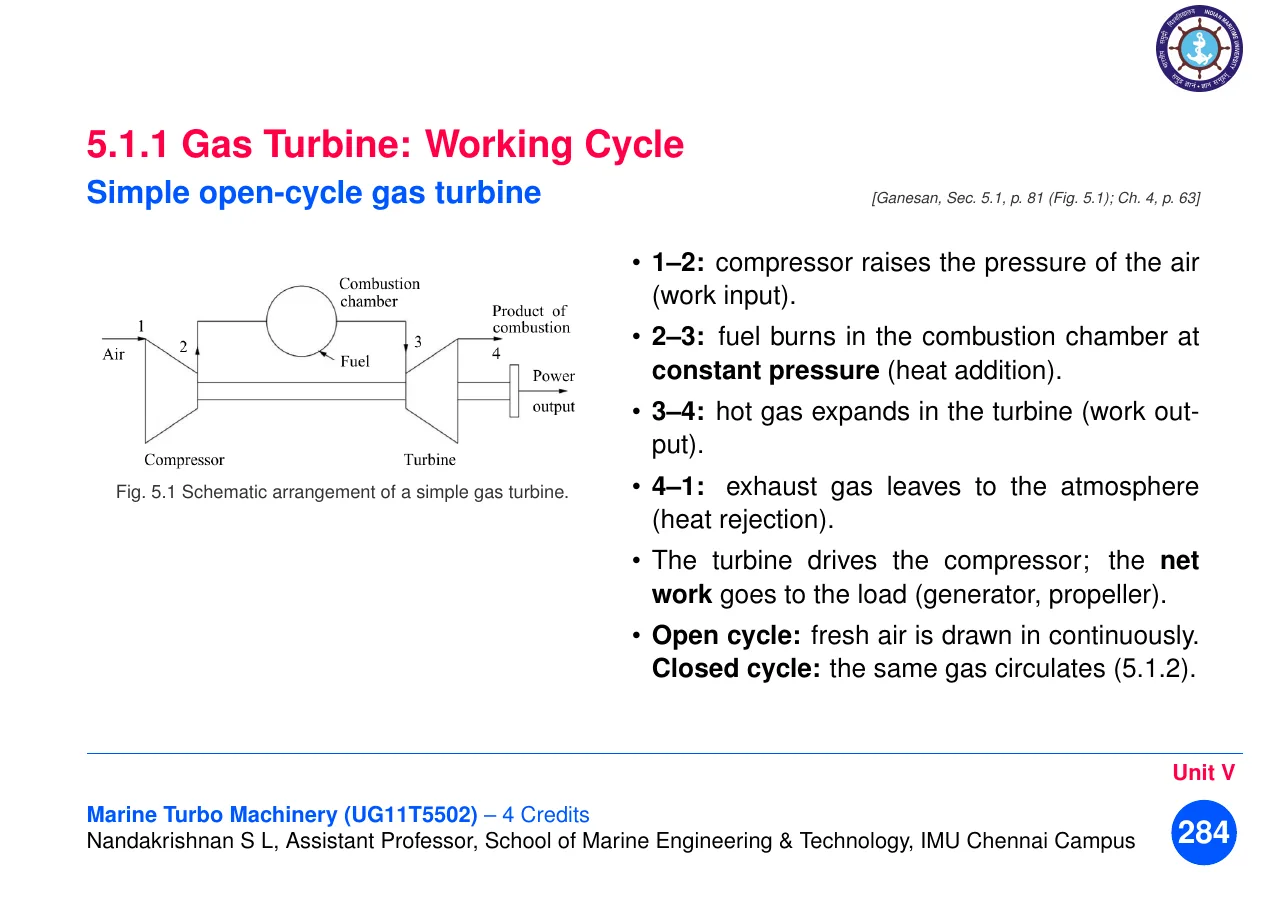 भारतीय समुद्री विश्वविद्यालय INDIAN MARITIME UNIVERSITY
5.1.1 Gas Turbine: Working Cycle
Simple open-cycle gas turbine
[Ganesan, Sec. 5.1, p. 81 (Fig. 5.1); Ch. 4, p. 63]
Combustion
chamber
Product of
combustion
1
2
3
4
Air
Fuel
Power
output
Compressor
Turbine
Fig. 5.1 Schematic arrangement of a simple gas turbine.
• 1–2: compressor raises the pressure of the air
(work input).
• 2–3: fuel burns in the combustion chamber at
constant pressure (heat addition).
• 3–4: hot gas expands in the turbine (work out-
put).
• 4–1: exhaust gas leaves to the atmosphere
(heat rejection).
• The turbine drives the compressor; the net
work goes to the load (generator, propeller).
• Open cycle: fresh air is drawn in continuously.
Closed cycle: the same gas circulates (5.1.2).
Unit V
Marine Turbo Machinery (UG11T5502) – 4 Credits
Nandakrishnan S L, Assistant Professor, School of Marine Engineering & Technology, IMU Chennai Campus
284